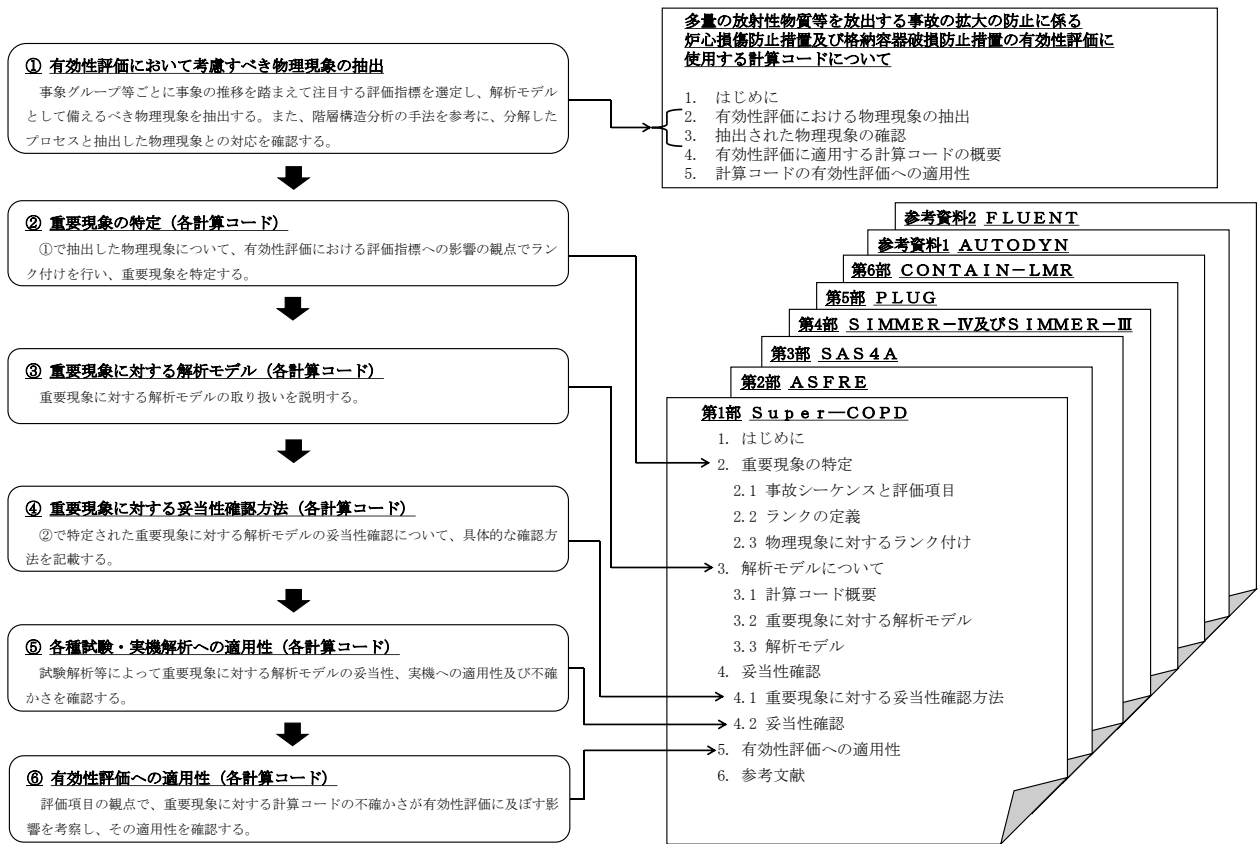 ① 有効性評価において考慮すべき物理現象の抽出
事象グループ等ごとに事象の推移を踏まえて注目する評価指標を選定し、解析モデル
として備えるべき物理現象を抽出する。また、階層構造分析の手法を参考に、分解した
プロセスと抽出した物理現象との対応を確認する。
② 重要現象の特定（各計算コード）
①で抽出した物理現象について、有効性評価における評価指標への影響の観点でラン
ク付けを行い、重要現象を特定する。
③ 重要現象に対する解析モデル（各計算コード）
重要現象に対する解析モデルの取り扱いを説明する。
④ 重要現象に対する妥当性確認方法（各計算コード）
②で特定された重要現象に対する解析モデルの妥当性確認について、具体的な確認方
法を記載する。
⑤ 各種試験・実機解析への適用性（各計算コード）
試験解析等によって重要現象に対する解析モデルの妥当性、実機への適用性及び不確
かさを確認する。
⑥ 有効性評価への適用性（各計算コード）
評価項目の観点で、重要現象に対する計算コードの不確かさが有効性評価に及ぼす影
響を考察し、その適用性を確認する。
多量の放射性物質等を放出する事故の拡大の防止に係る
炉心損傷防止措置及び格納容器破損防止措置の有効性評価に
使用する計算コードについて
1. はじめに
2. 有効性評価における物理現象の抽出
3. 抽出された物理現象の確認
4. 有効性評価に適用する計算コードの概要
5. 計算コードの有効性評価への適用性
参考資料2 ＦＬＵＥＮＴ
参考資料1 ＡＵＴＯＤＹＮ
第6部 ＣＯＮＴＡＩＮ－ＬＭＲ
第5部 ＰＬＵＧ
第4部 ＳＩＭＭＥＲ－Ⅳ及びＳＩＭＭＥＲ－Ⅲ
第3部 ＳＡＳ４Ａ
第2部 ＡＳＦＲＥ
第1部 Ｓｕｐｅｒ―ＣＯＰＤ
1. はじめに
2. 重要現象の特定
2.1 事故シーケンスと評価項目
2.2 ランクの定義
2.3 物理現象に対するランク付け
3. 解析モデルについて
3.1 計算コード概要
3.2 重要現象に対する解析モデル
3.3 解析モデル
4. 妥当性確認
4.1 重要現象に対する妥当性確認方法
4.2 妥当性確認
5. 有効性評価への適用性
6. 参考文献